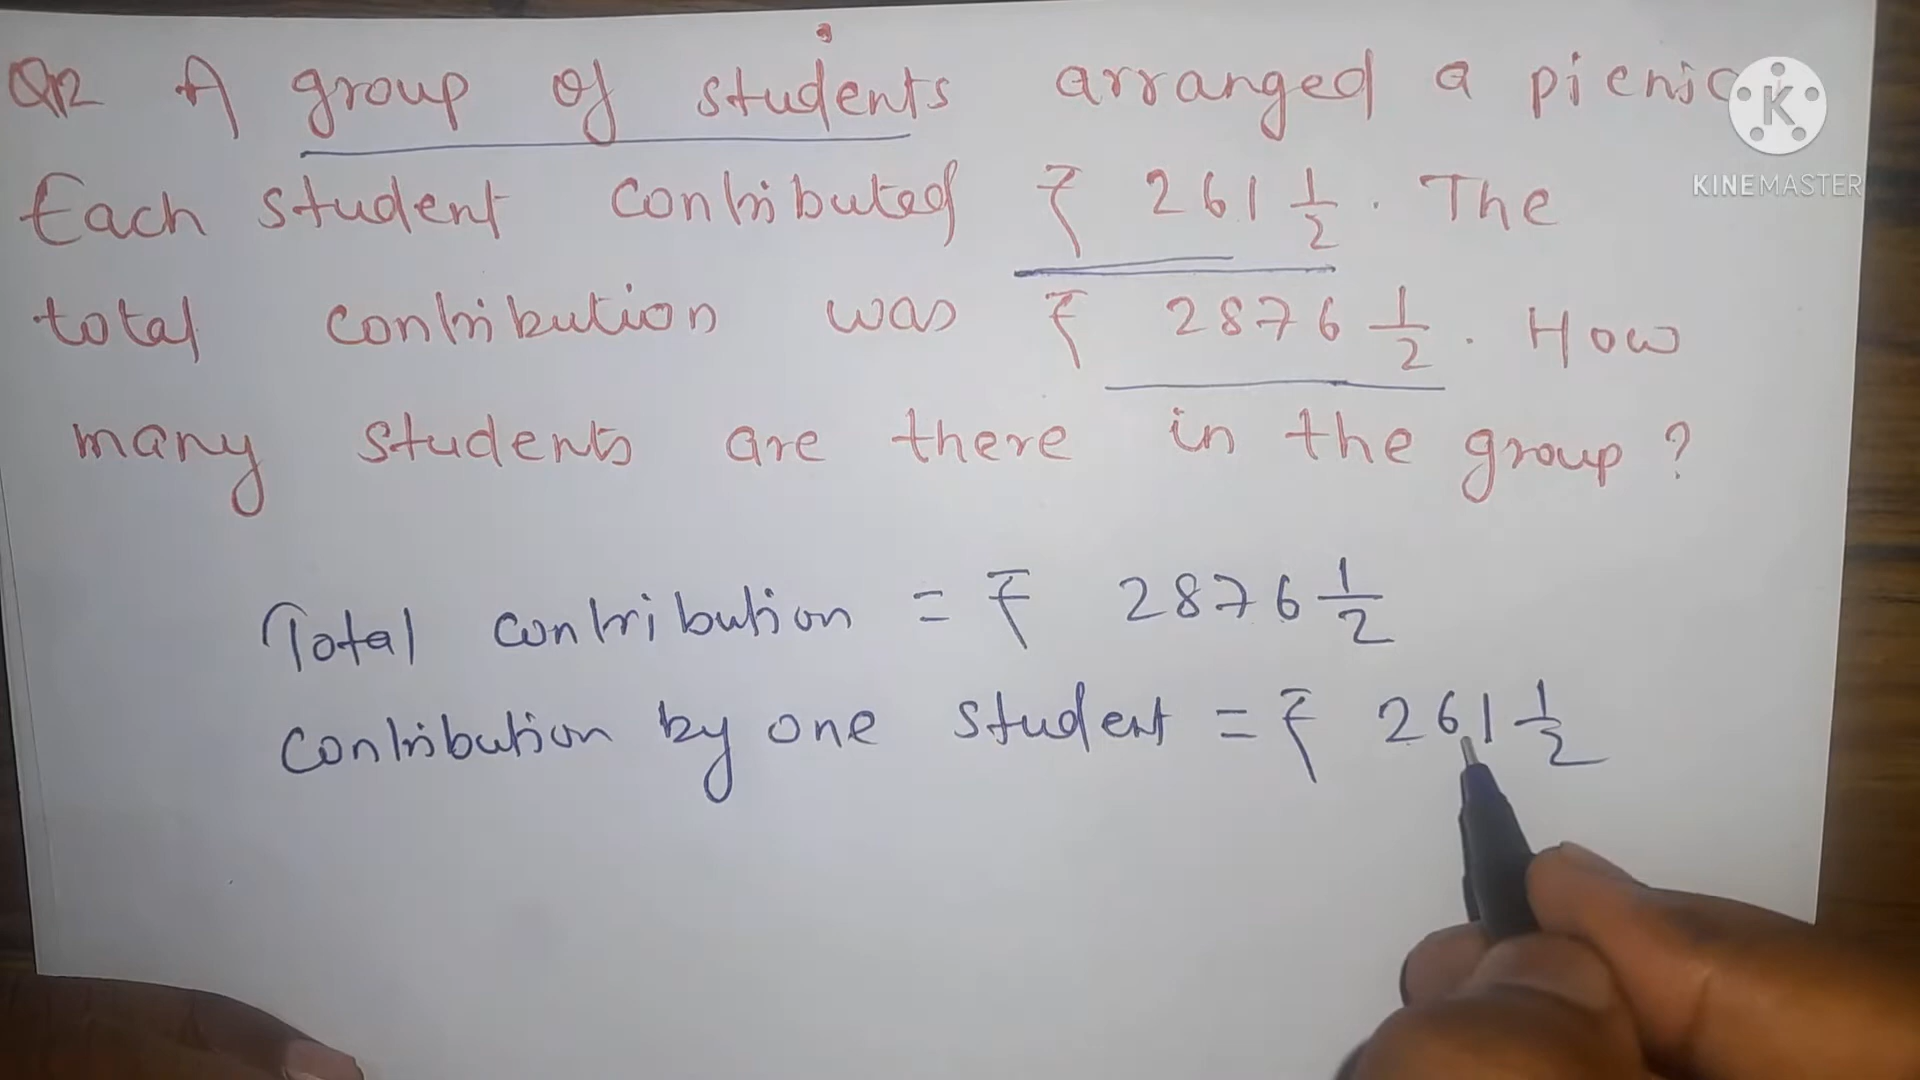 Q12 A group of students arranged a picnic
Each student contributed ₹ 261 1/2. The
total contribution was ₹ 2876 1/2. How
many students are there in the group?
Total contribution = ₹ 2876 1/2
Contribution by one student = ₹ 261 1/2
K
KINEMASTER